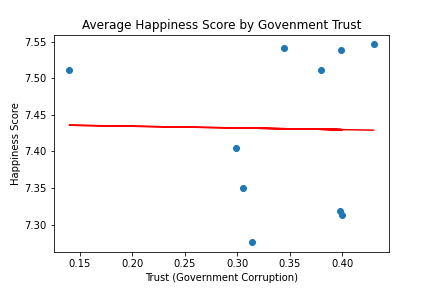 Average Happiness Score by Govenment Trust
Happiness Score
7.55
7.50
7.45
7.40
7.35
7.30
0.15 0.20 0.25 0.30 0.35 0.40
Trust (Government Corruption)